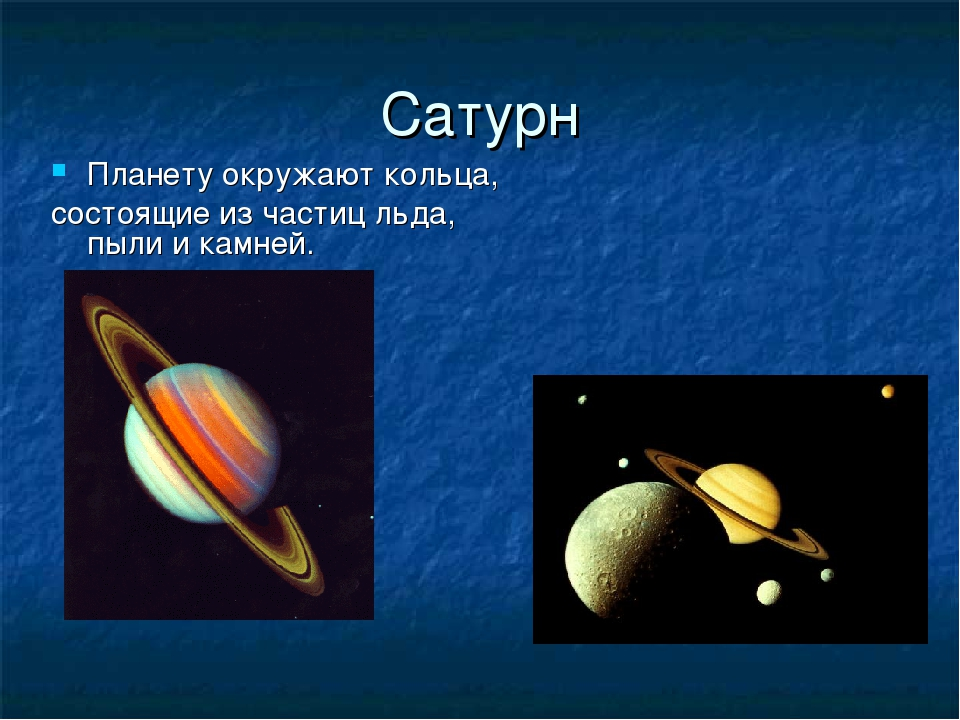 Сатурн
Планету окружают кольца,
состоящие из частиц льда,
пыли и камней.